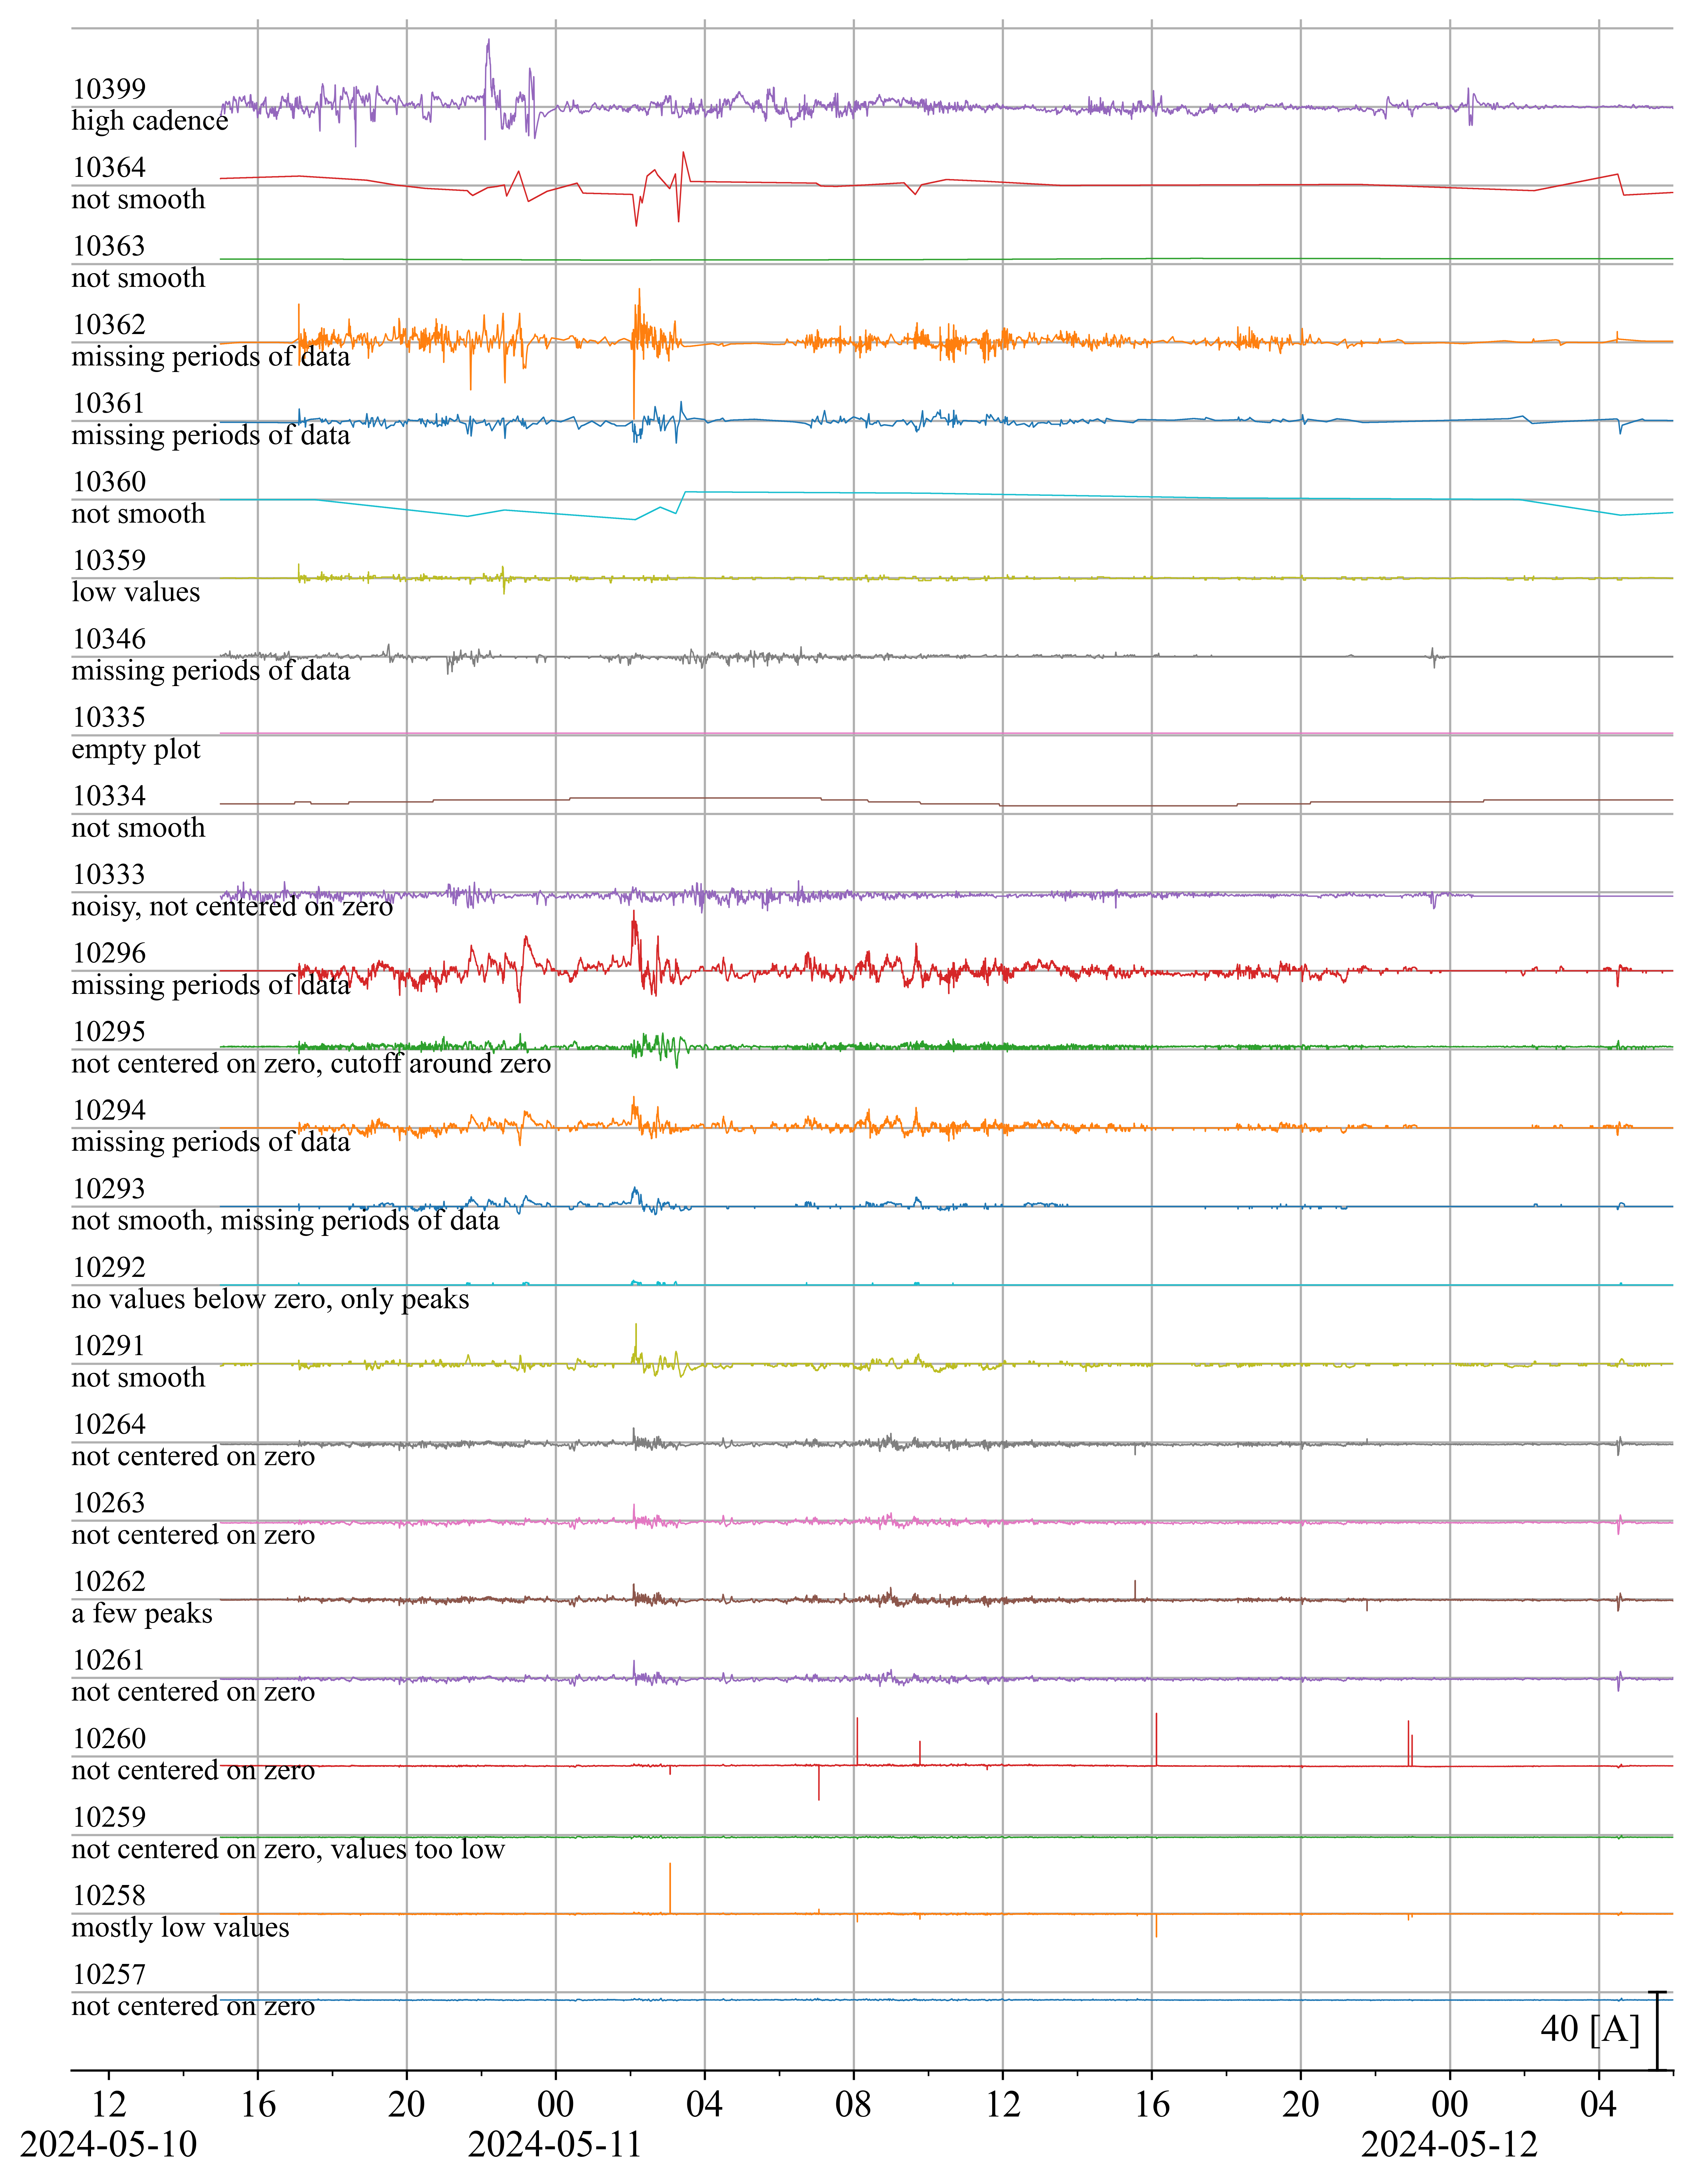 10399
high cadence
10364
not smooth
10363
not smooth
10362
missing periods of data
10361
missing periods of data
10360
not smooth
10359
low values
10346
missing periods of data
10335
empty plot
10334
not smooth
10333
noisy, not centered on zero
10296
missing periods of data
10295
not centered on zero, cutoff around zero
10294
missing periods of data
10293
not smooth, missing periods of data
10292
no values below zero, only peaks
10291
not smooth
10264
not centered on zero
10263
not centered on zero
10262
a few peaks
10261
not centered on zero
10260
not centered on zero
10259
not centered on zero, values too low
10258
mostly low values
10257
not centered on zero
40 [A]
12 16 20 00 04 08 12 16 20 00 04
2024-05-10 2024-05-11 2024-05-12